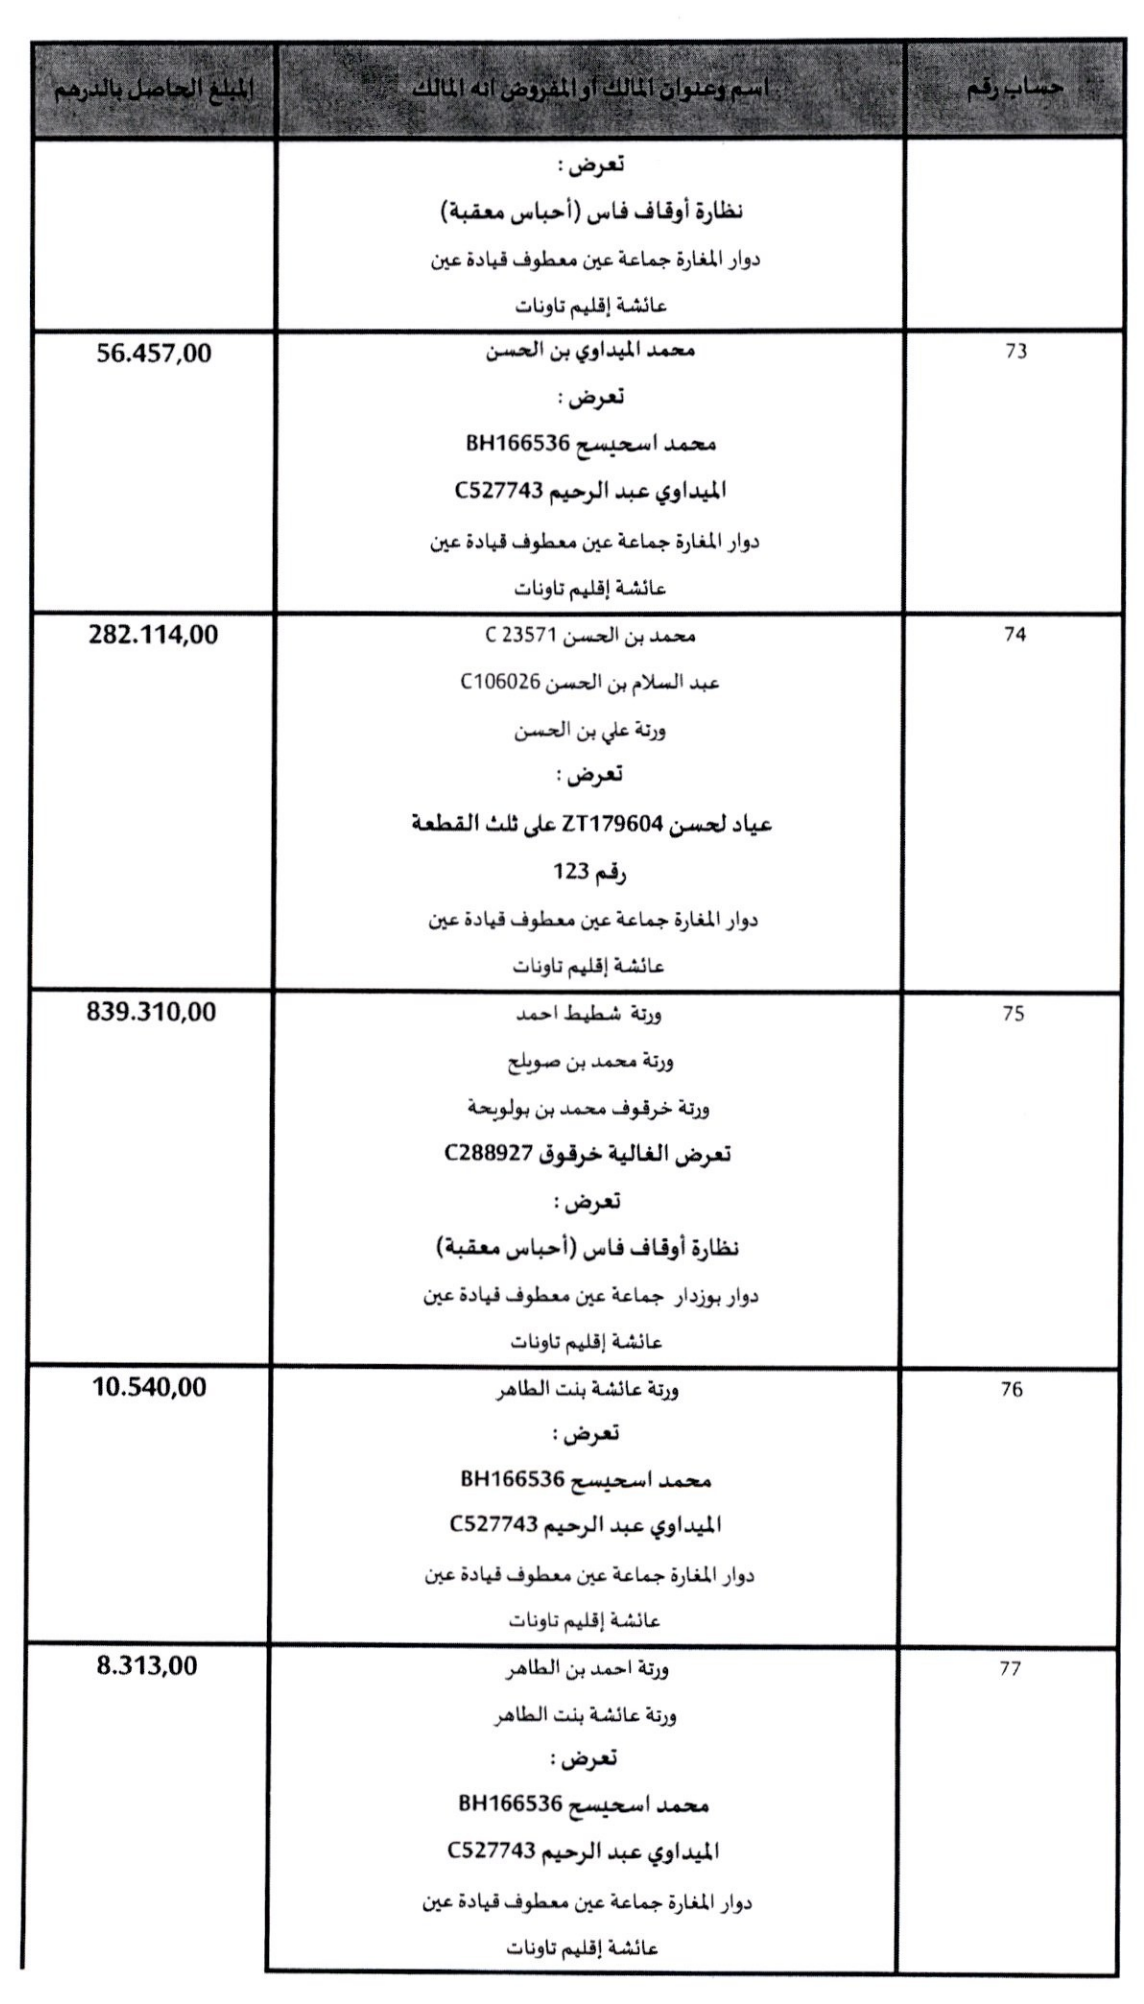 حساب رقم
اسم وعنوان المالك أو المفروض انه المالك
المبلغ الحاصل بالدرهم
تعرض :
نظارة أوقاف فاس (أحباس معقبة)
دوار المغارة جماعة عين معطوف قيادة عين
عائشة إقليم تاونات
73
محمد الميداوي بن الحسن
56.457,00
تعرض :
محمد اسحيسح BH166536
الميداوي عبد الرحيم C527743
دوار المغارة جماعة عين معطوف قيادة عين
عائشة إقليم تاونات
74
محمد بن الحسن C 23571
282.114,00
عبد السلام بن الحسن C106026
ورتة علي بن الحسن
تعرض :
عياد لحسن ZT179604 على ثلث القطعة
رقم 123
دوار المغارة جماعة عين معطوف قيادة عين
عائشة إقليم تاونات
75
ورتة شطيط احمد
839.310,00
ورتة محمد بن صويلح
ورتة خرقوف محمد بن بولويحة
تعرض الغالية خرقوق C288927
تعرض :
نظارة أوقاف فاس (أحباس معقبة)
دوار بوزدار جماعة عين معطوف قيادة عين
عائشة إقليم تاونات
76
ورتة عائشة بنت الطاهر
10.540,00
تعرض :
محمد اسحيسح BH166536
الميداوي عبد الرحيم C527743
دوار المغارة جماعة عين معطوف قيادة عين
عائشة إقليم تاونات
77
ورتة احمد بن الطاهر
8.313,00
ورتة عائشة بنت الطاهر
تعرض :
محمد اسحيسح BH166536
الميداوي عبد الرحيم C527743
دوار المغارة جماعة عين معطوف قيادة عين
عائشة إقليم تاونات